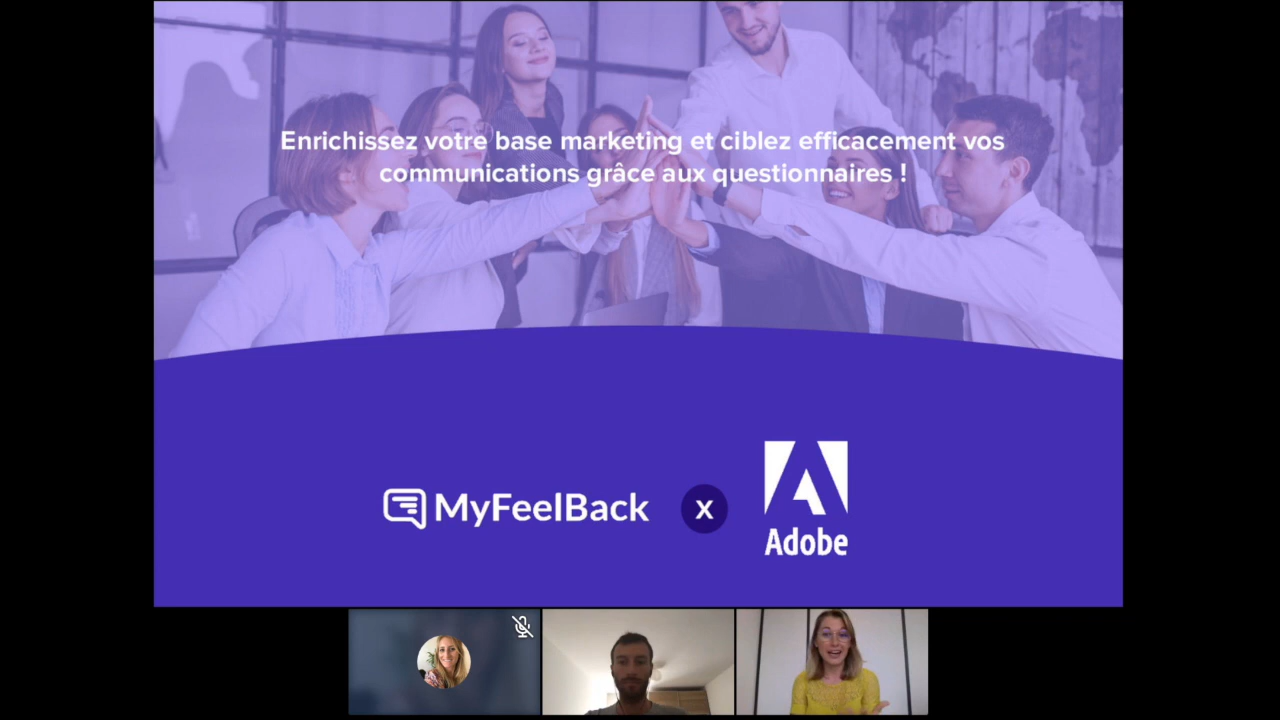 Enrichissez votre base marketing et ciblez efficacement vos
communications grâce aux questionnaires !
MyFeelBack
X
Adobe